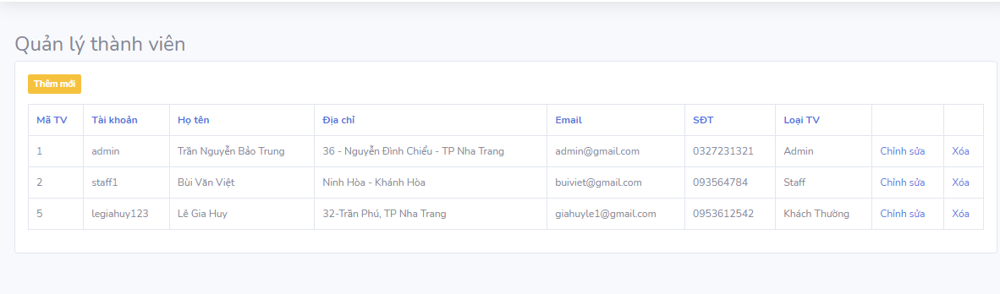 Quản lý thành viên
Thêm mới
Mã TV Tài khoản Họ tên Địa chỉ Email SĐT Loại TV
1 admin Trần Nguyễn Bảo Trung 36 - Nguyễn Đình Chiểu - TP Nha Trang admin@gmail.com 0327231321 Admin Chỉnh sửa Xóa
2 staff1 Bùi Văn Việt Ninh Hòa - Khánh Hòa buiviet@gmail.com 093564784 Staff Chỉnh sửa Xóa
5 legiahuy123 Lê Gia Huy 32-Trần Phú, TP Nha Trang giahuyle1@gmail.com 0953612542 Khách Thường Chỉnh sửa Xóa